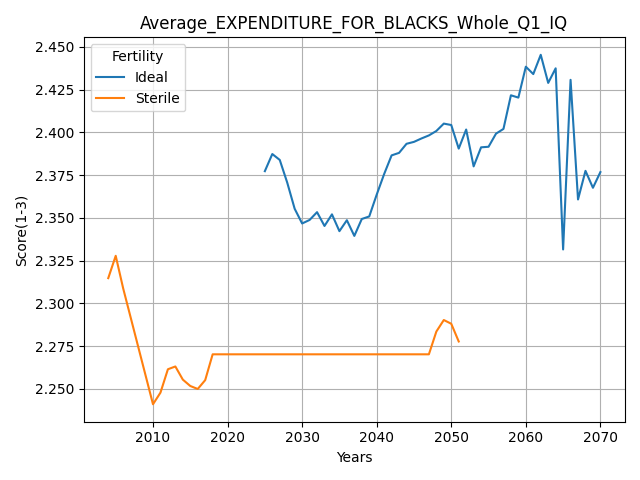 Average_EXPENDITURE_FOR_BLACKS_Whole_Q1_IQ
Fertility
Ideal
Sterile
Score(1-3)
2.450
2.425
2.400
2.375
2.350
2.325
2.300
2.275
2.250
2010 2020 2030 2040 2050 2060 2070
Years